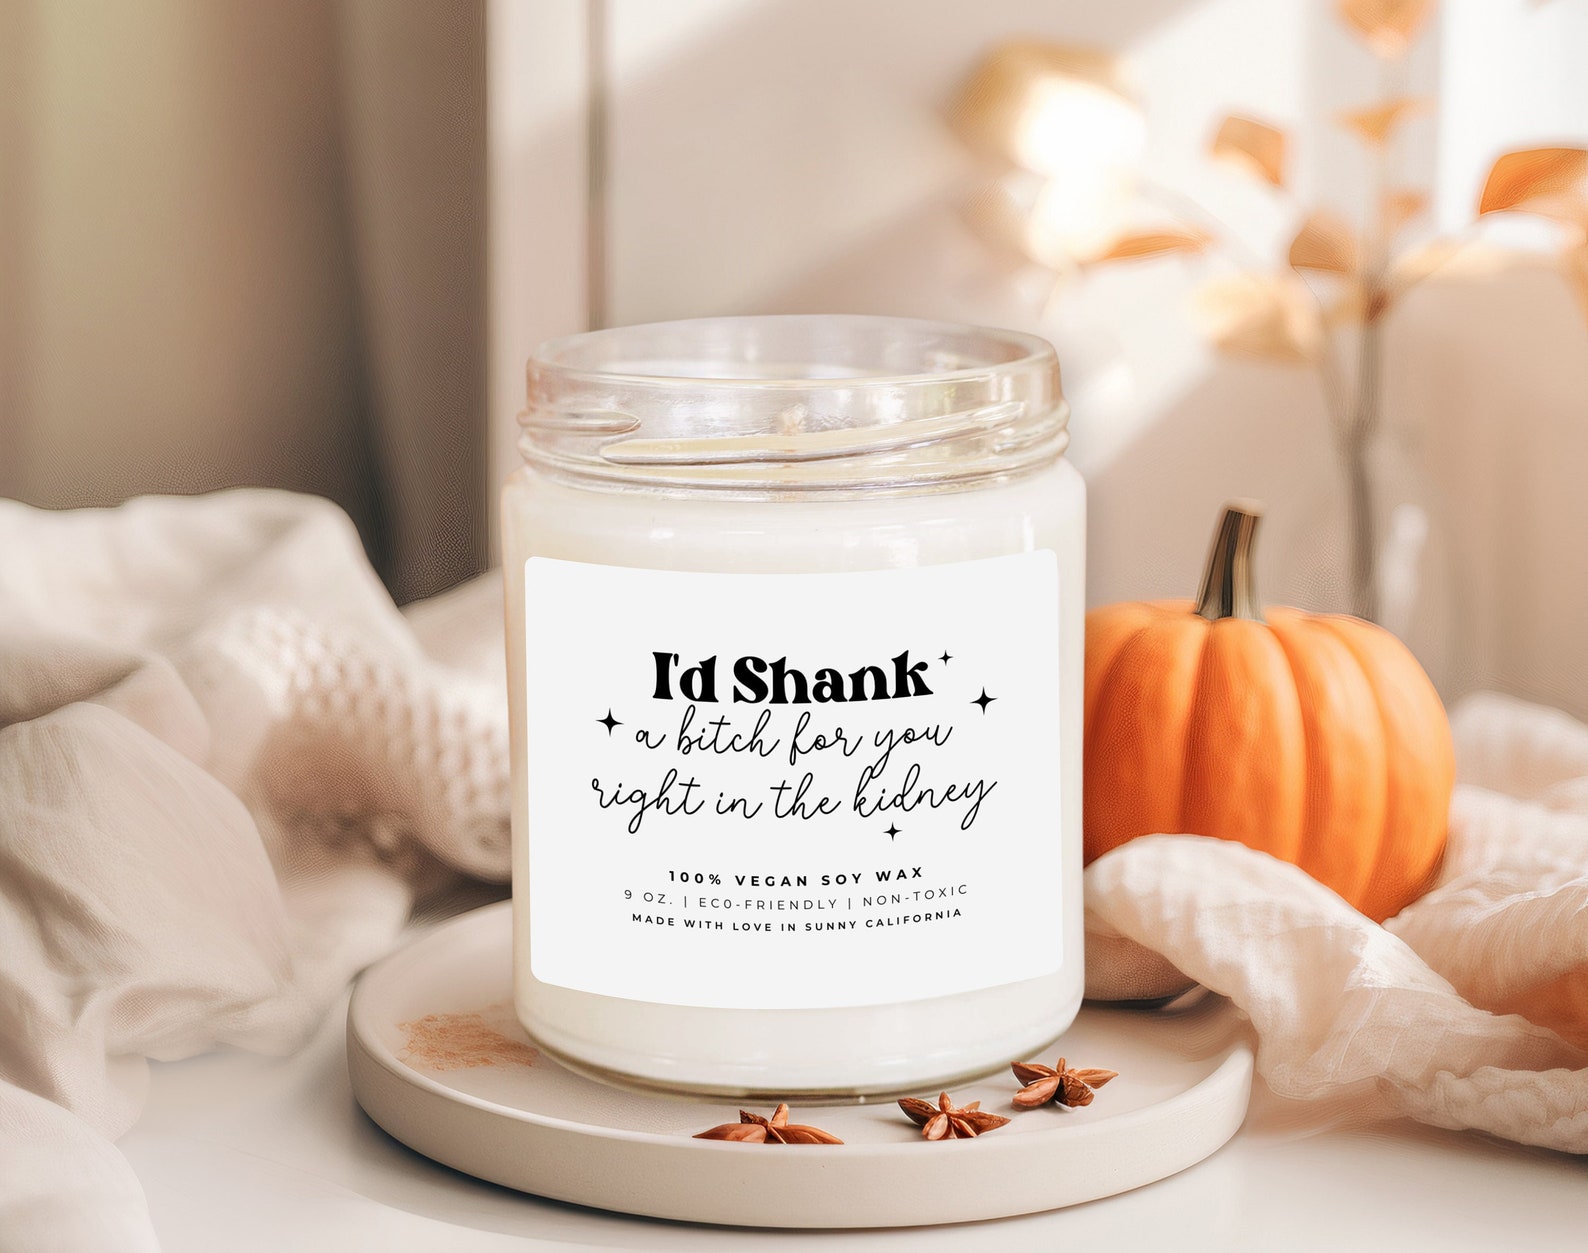 I'd Shank
a bitch for you
right in the kidney
100% VEGAN SOY WAX
9 OZ. | EC0-FRIENDLY | NON-TOXIC
MADE WITH LOVE IN SUNNY CALIFORNIA